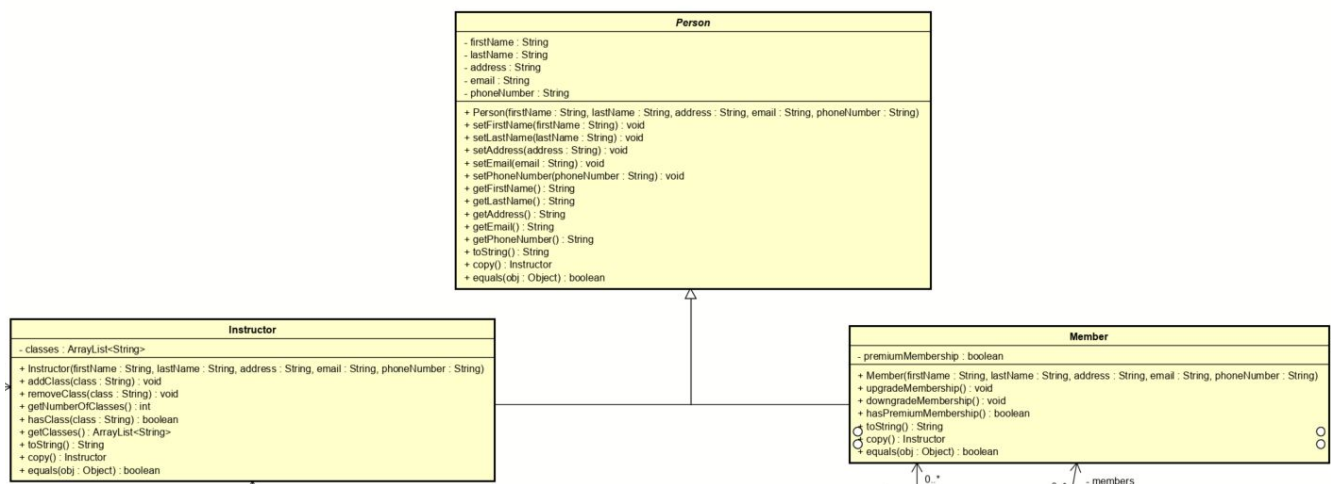 Person
- firstName : String
- lastName : String
- address : String
- email : String
- phoneNumber : String
+ Person(firstName : String, lastName : String, address : String, email : String, phoneNumber : String)
+ setFirstName(firstName : String) : void
+ setLastName(lastName : String) : void
+ setAddress(address : String) : void
+ setEmail(email : String) : void
+ setPhoneNumber(phoneNumber : String) : void
+ getFirstName() : String
+ getLastName() : String
+ getAddress() : String
+ getEmail() : String
+ getPhoneNumber() : String
+ toString() : String
+ copy() : Instructor
+ equals(obj : Object) : boolean
Instructor
- classes : ArrayList<String>
+ Instructor(firstName : String, lastName : String, address : String, email : String, phoneNumber : String)
+ addClass(class : String) : void
+ removeClass(class : String) : void
+ getNumberOfClasses() : int
+ hasClass(class : String) : boolean
+ getClasses() : ArrayList<String>
+ toString() : String
+ copy() : Instructor
+ equals(obj : Object) : boolean
Member
- premiumMembership : boolean
+ Member(firstName : String, lastName : String, address : String, email : String, phoneNumber : String)
+ upgradeMembership() : void
+ downgradeMembership() : void
+ hasPremiumMembership() : boolean
+ toString() : String
+ copy() : Instructor
+ equals(obj : Object) : boolean
0..*
- members